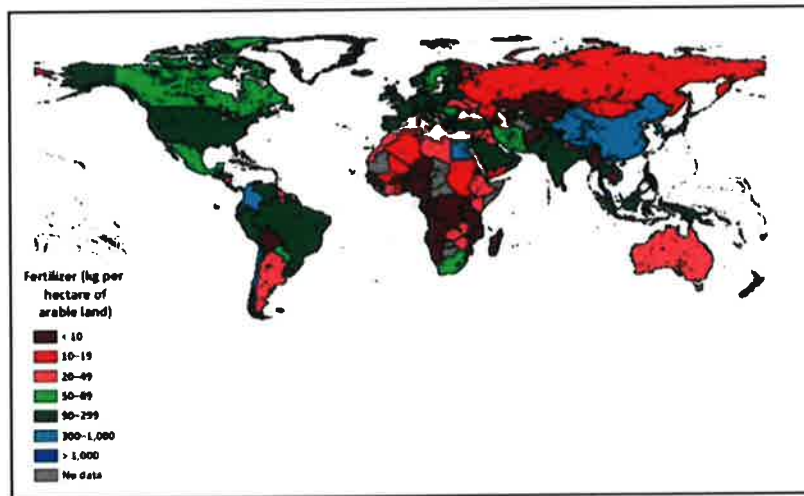 Fertilizer (kg per
hectare of
arable land)
< 10
10–19
20–49
50–89
90–299
300–1,000
> 1,000
No data